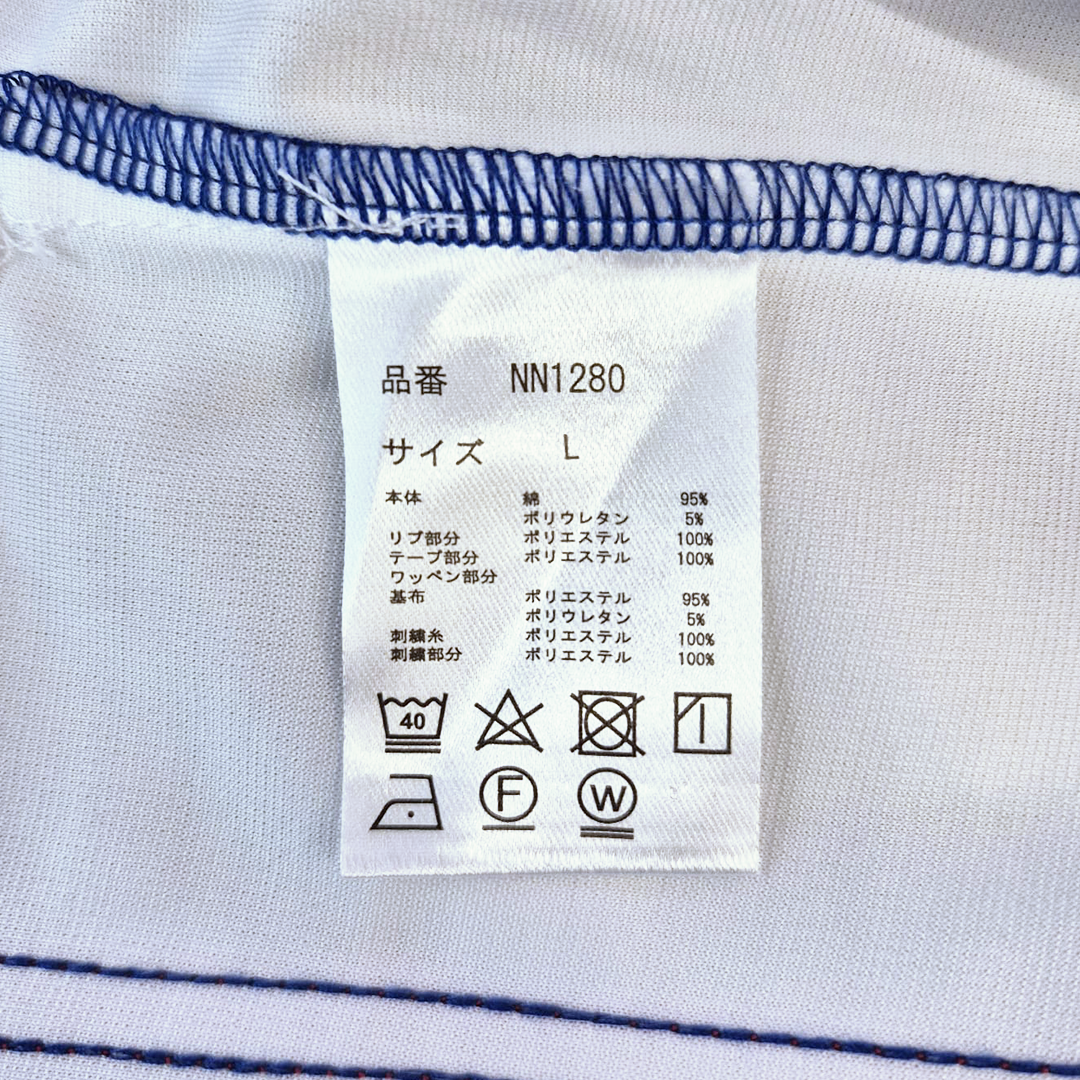 品番 NN1280
サイズ L
本体 綿 95%
ポリウレタン 5%
リブ部分 ポリエステル 100%
テープ部分 ポリエステル 100%
ワッペン部分
基布 ポリエステル 95%
ポリウレタン 5%
刺繍糸 ポリエステル 100%
刺繍部分 ポリエステル 100%
40
F W